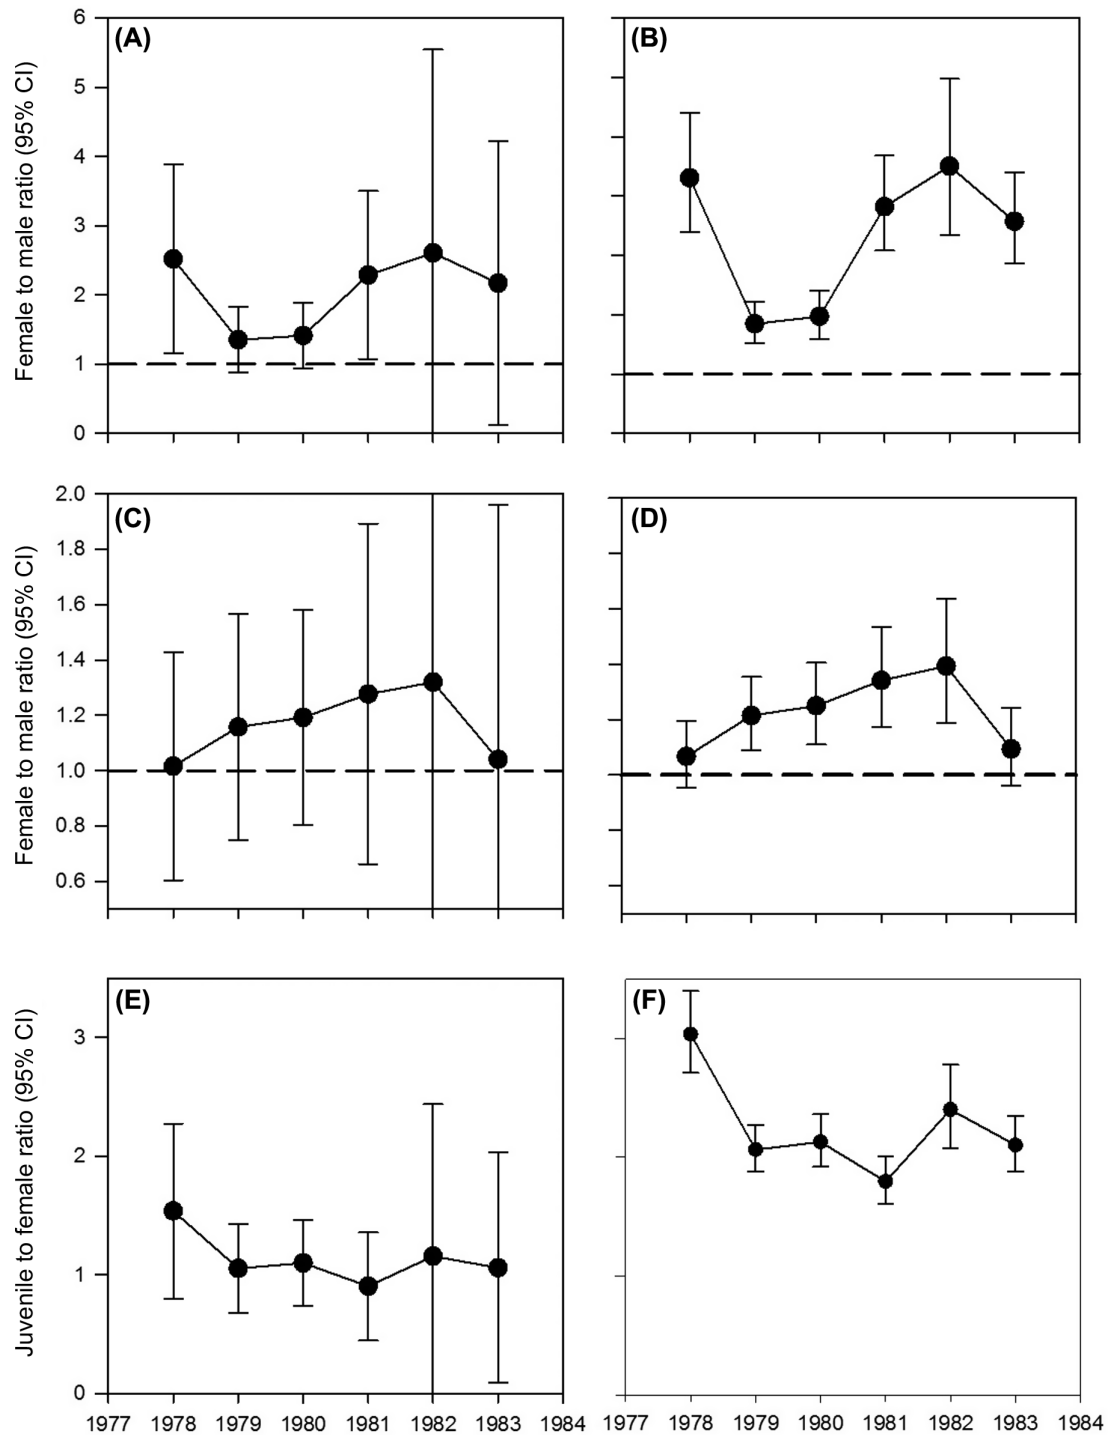 (A)
(B)
Female to male ratio (95% CI)
6
5
4
3
2
1
0
(C)
(D)
Female to male ratio (95% CI)
2.0
1.8
1.6
1.4
1.2
1.0
0.8
0.6
(E)
(F)
Juvenile to female ratio (95% CI)
3
2
1
0
1977 1978 1979 1980 1981 1982 1983 1984
1977 1978 1979 1980 1981 1982 1983 1984